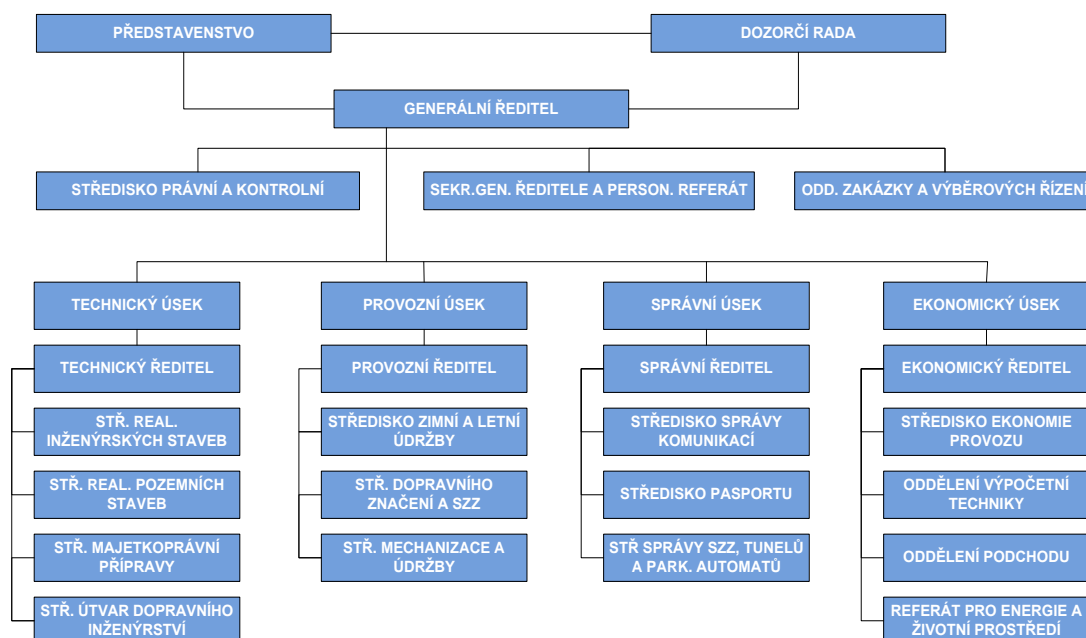 PŘEDSTAVENSTVO
DOZORČÍ RADA
GENERÁLNÍ ŘEDITEL
STŘEDISKO PRÁVNÍ A KONTROLNÍ
SEKR.GEN. ŘEDITELE A PERSON. REFERÁT
ODD. ZAKÁZKY A VÝBĚROVÝCH ŘÍZENÍ
TECHNICKÝ ÚSEK
PROVOZNÍ ÚSEK
SPRÁVNÍ ÚSEK
EKONOMICKÝ ÚSEK
TECHNICKÝ ŘEDITEL
PROVOZNÍ ŘEDITEL
SPRÁVNÍ ŘEDITEL
EKONOMICKÝ ŘEDITEL
STŘ. REAL.
INŽENÝRSKÝCH STAVEB
STŘEDISKO ZIMNÍ A LETNÍ
ÚDRŽBY
STŘEDISKO SPRÁVY
KOMUNIKACÍ
STŘEDISKO EKONOMIE
PROVOZU
STŘ. REAL. POZEMNÍCH
STAVEB
STŘ. DOPRAVNÍHO
ZNAČENÍ A SZZ
STŘEDISKO PASPORTU
ODDĚLENÍ VÝPOČETNÍ
TECHNIKY
STŘ. MAJETKOPRÁVNÍ
PŘÍPRAVY
STŘ. MECHANIZACE A
ÚDRŽBY
STŘ SPRÁVY SZZ, TUNELŮ
A PARK. AUTOMATŮ
ODDĚLENÍ PODCHODU
STŘ. ÚTVAR DOPRAVNÍHO
INŽENÝRSTVÍ
REFERÁT PRO ENERGIE A
ŽIVOTNÍ PROSTŘEDÍ